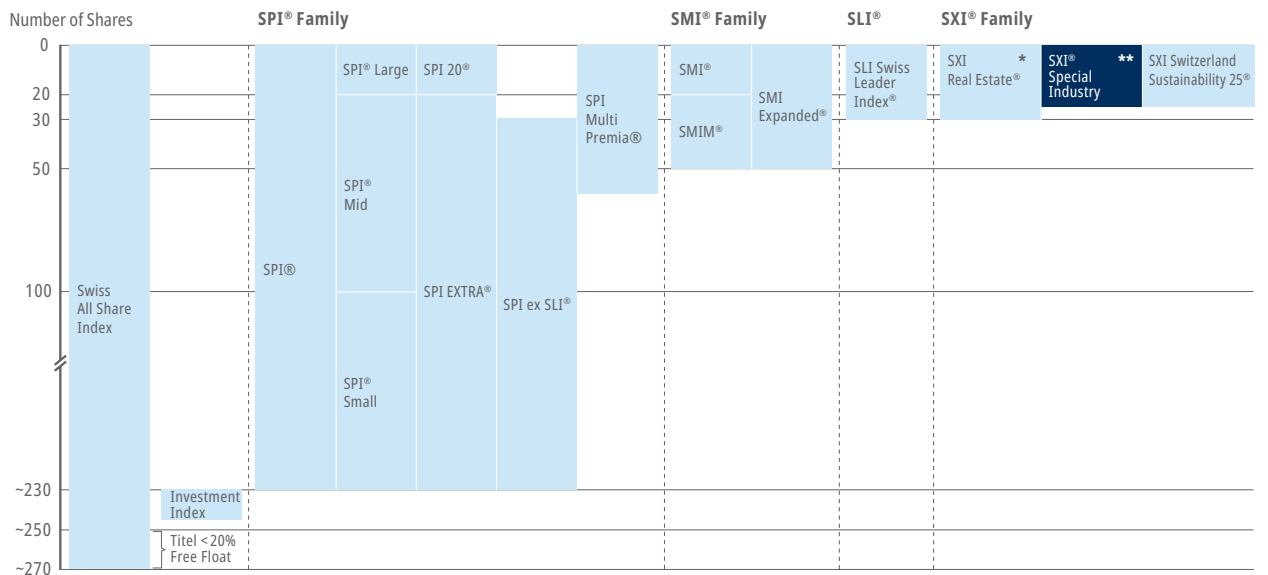 Number of Shares
SPI® Family
SMI® Family
SLI®
SXI® Family
0
20
30
50
100
~230
~250
~270
Swiss
All Share
Index
Investment
Index
Titel <20%
Free Float
SPI®
SPI® Large
SPI®
Mid
SPI®
Small
SPI 20®
SPI EXTRA®
SPI ex SLI®
SPI
Multi
Premia®
SMI®
SMIM®
SMI
Expanded®
SLI Swiss
Leader
Index®
SXI *
Real Estate®
SXI® **
Special
Industry
SXI Switzerland
Sustainability 25®